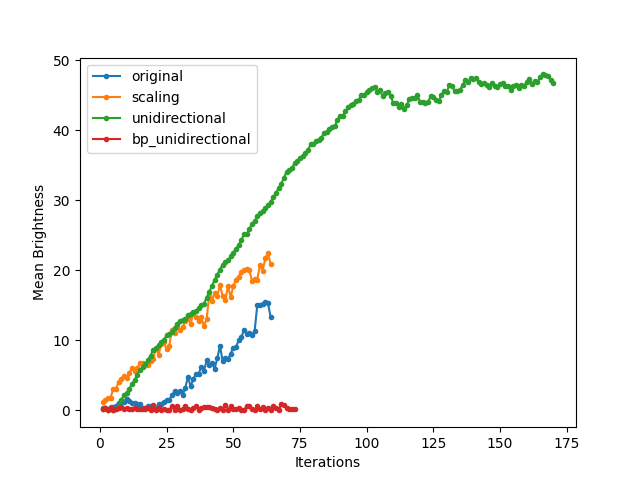 original
scaling
unidirectional
bp_unidirectional
50
40
30
20
10
0
Mean Brightness
0 25 50 75 100 125 150 175
Iterations